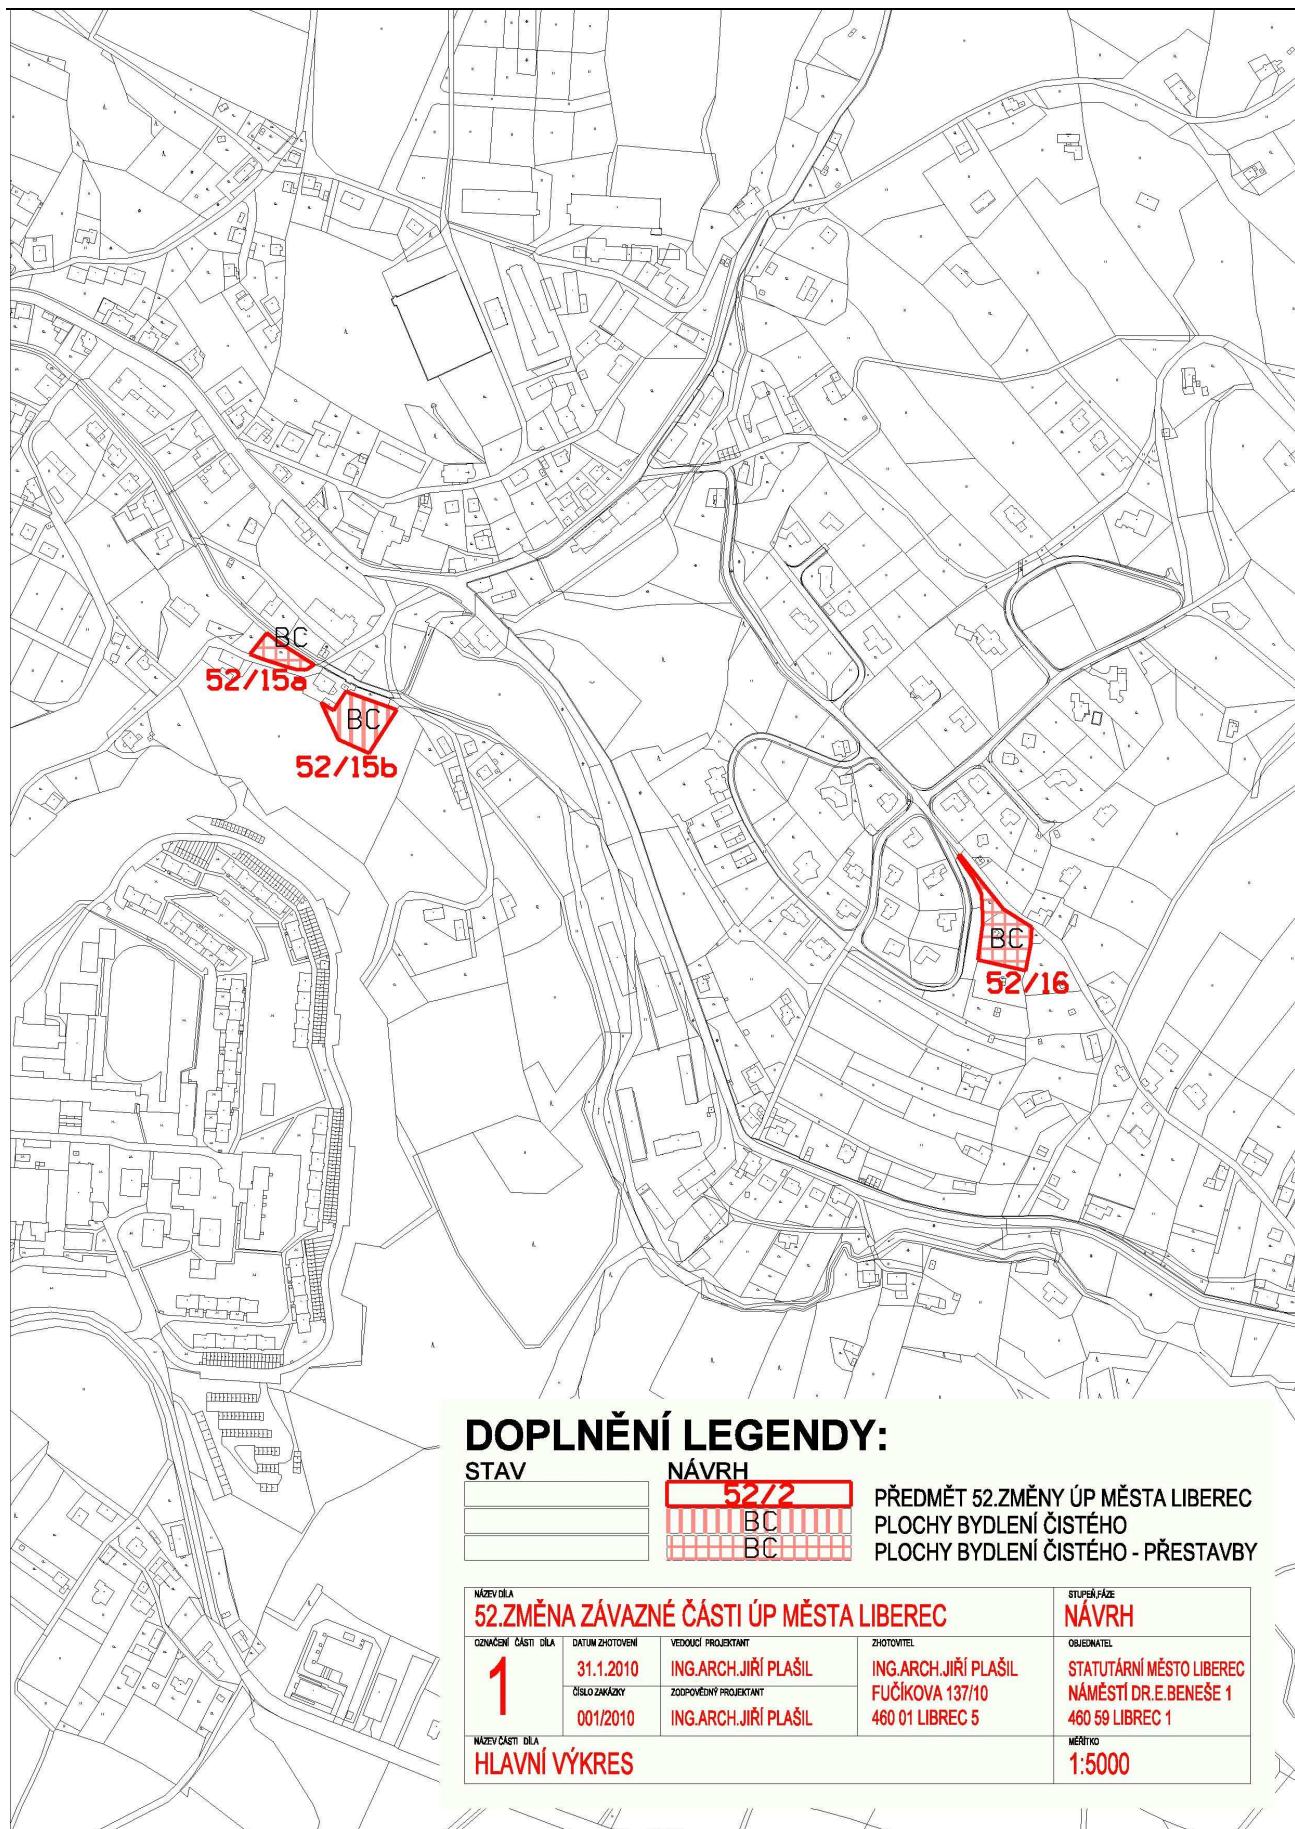 BC
52/15a
BC
52/15b
BC
52/16
DOPLNĚNÍ LEGENDY:
STAV NÁVRH
52/2 PŘEDMĚT 52.ZMĚNY ÚP MĚSTA LIBEREC
BC PLOCHY BYDLENÍ ČISTÉHO
BC PLOCHY BYDLENÍ ČISTÉHO - PŘESTAVBY
NÁZEV DÍLA STUPEŇ,FÁZE
52.ZMĚNA ZÁVAZNÉ ČÁSTI ÚP MĚSTA LIBEREC NÁVRH
OZNAČENÍ ČÁSTI DÍLA DATUM ZHOTOVENÍ VEDOUCÍ PROJEKTANT ZHOTOVITEL OBJEDNATEL
1 31.1.2010 ING.ARCH.JIŘÍ PLAŠIL ING.ARCH.JIŘÍ PLAŠIL STATUTÁRNÍ MĚSTO LIBEREC
ČÍSLO ZAKÁZKY ZODPOVĚDNÝ PROJEKTANT FUČÍKOVA 137/10 NÁMĚSTÍ DR.E.BENEŠE 1
001/2010 ING.ARCH.JIŘÍ PLAŠIL 460 01 LIBREC 5 460 59 LIBREC 1
NÁZEV ČÁSTI DÍLA MĚŘÍTKO
HLAVNÍ VÝKRES 1:5000